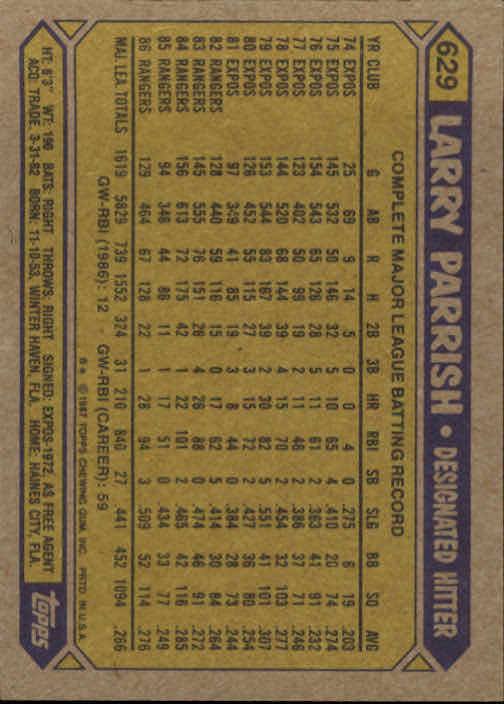 629 LARRY PARRISH • DESIGNATED HITTER
COMPLETE MAJOR LEAGUE BATTING RECORD
YR CLUB G AB R H 2B 3B HR RBI SB SLG BB SO AVG
74 EXPOS 25 69 9 14 5 0 0 4 0 .275 6 19 .203
75 EXPOS 145 532 50 146 32 5 10 65 4 .410 20 74 .274
76 EXPOS 154 543 65 126 28 5 11 61 2 .363 41 91 .232
77 EXPOS 123 402 50 99 19 2 11 46 2 .386 37 71 .246
78 EXPOS 144 520 68 144 39 4 15 70 2 .454 32 103 .277
79 EXPOS 153 544 83 167 39 2 30 82 5 .551 41 101 .307
80 EXPOS 126 452 55 115 27 3 15 72 2 .427 36 80 .254
81 EXPOS 97 349 41 85 19 3 8 44 0 .384 28 73 .244
82 RANGERS 128 440 59 116 15 0 17 62 5 .414 30 84 .264
83 RANGERS 145 555 76 151 26 4 26 88 0 .474 46 91 .272
84 RANGERS 156 613 72 175 42 1 22 101 2 .465 42 116 .285
85 RANGERS 94 346 44 86 11 1 17 51 0 .434 33 77 .249
86 RANGERS 129 464 67 128 22 1 28 94 3 .509 52 114 .276
MAJ. LEA. TOTALS 1619 5829 739 1552 324 31 210 840 27 .441 452 1094 .266
GW-RBI (1986): 12 • GW-RBI (CAREER): 59
© 1987 TOPPS CHEWING GUM, INC. PRTD. IN U.S.A.
HT: 6'3" WT: 190 BATS: RIGHT THROWS: RIGHT SIGNED: EXPOS-1972, AS FREE AGENT
ACQ: TRADE, 3-31-82 BORN: 11-10-53, WINTER HAVEN, FLA. HOME: HAINES CITY, FLA.
TOPPS